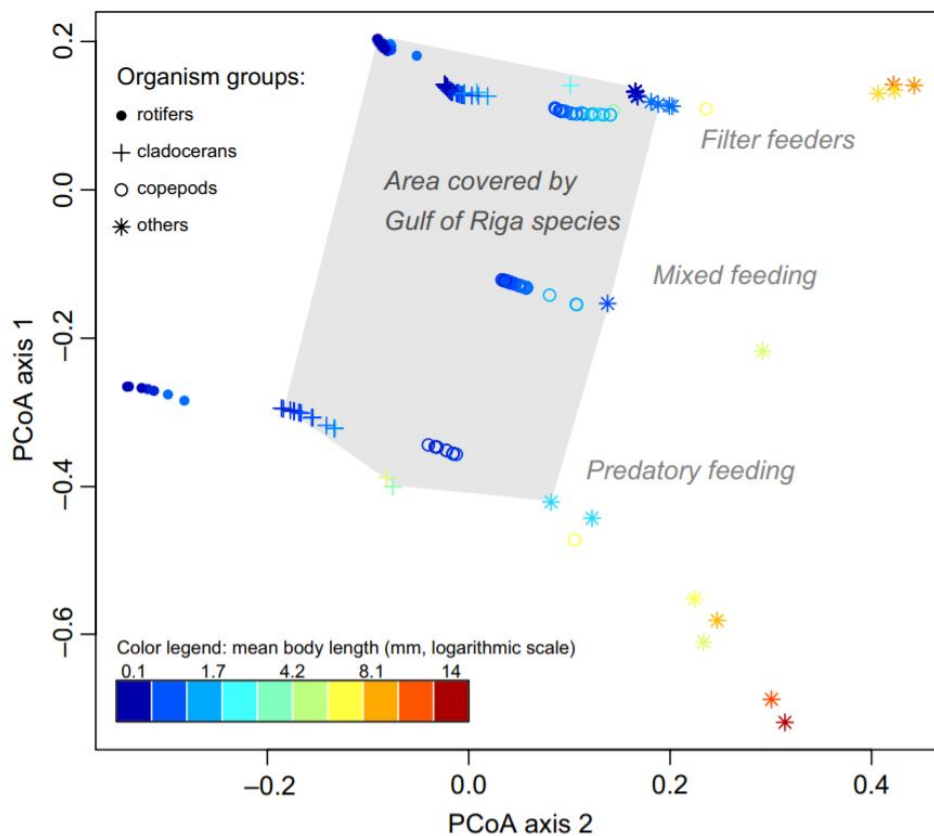 0.2
0.0
−0.2
−0.4
−0.6
PCoA axis 1
Organism groups:
rotifers
cladocerans
copepods
others
Filter feeders
Area covered by
Gulf of Riga species
Mixed feeding
Predatory feeding
Color legend: mean body length (mm, logarithmic scale)
0.1 1.7 4.2 8.1 14
−0.2 0.0 0.2 0.4
PCoA axis 2